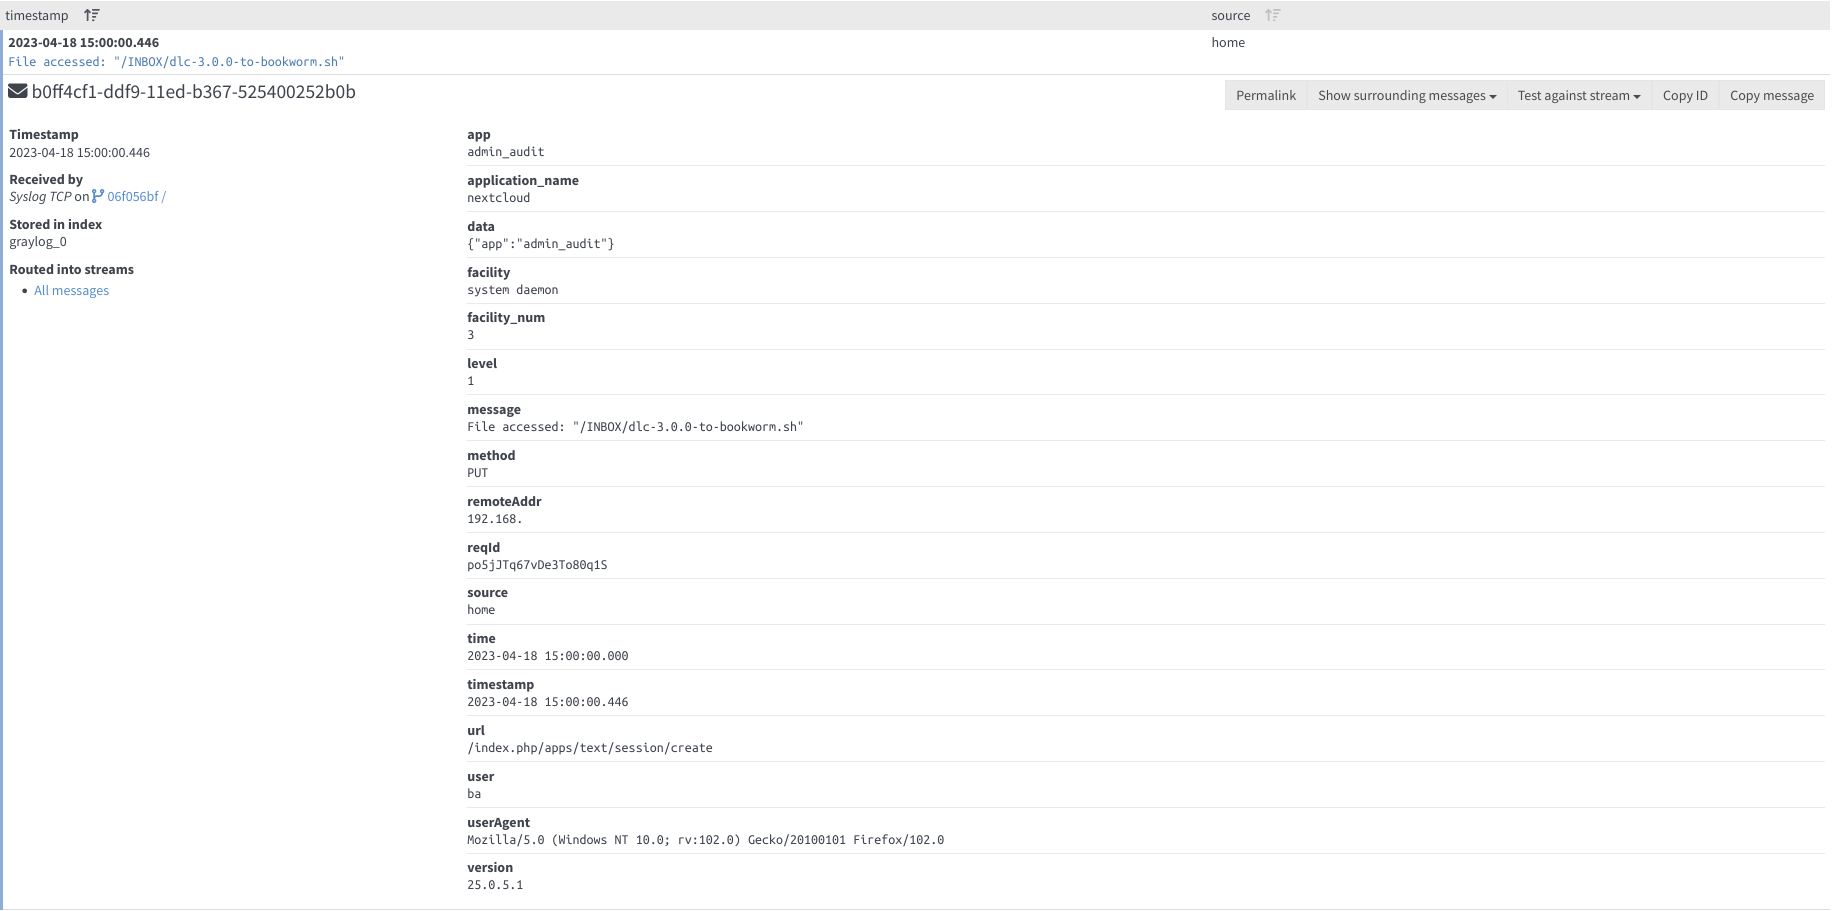 timestamp
source
2023-04-18 15:00:00.446
home
File accessed: "/INBOX/dlc-3.0.0-to-bookworm.sh"
b0ff4cf1-ddf9-11ed-b367-525400252b0b
Permalink
Show surrounding messages
Test against stream
Copy ID
Copy message
Timestamp
2023-04-18 15:00:00.446
Received by
Syslog TCP on 06f056bf /
Stored in index
graylog_0
Routed into streams
All messages
app
admin_audit
application_name
nextcloud
data
{"app":"admin_audit"}
facility
system daemon
facility_num
3
level
1
message
File accessed: "/INBOX/dlc-3.0.0-to-bookworm.sh"
method
PUT
remoteAddr
192.168.
reqId
po5jJTq67vDe3To80q1S
source
home
time
2023-04-18 15:00:00.000
timestamp
2023-04-18 15:00:00.446
url
/index.php/apps/text/session/create
user
ba
userAgent
Mozilla/5.0 (Windows NT 10.0; rv:102.0) Gecko/20100101 Firefox/102.0
version
25.0.5.1